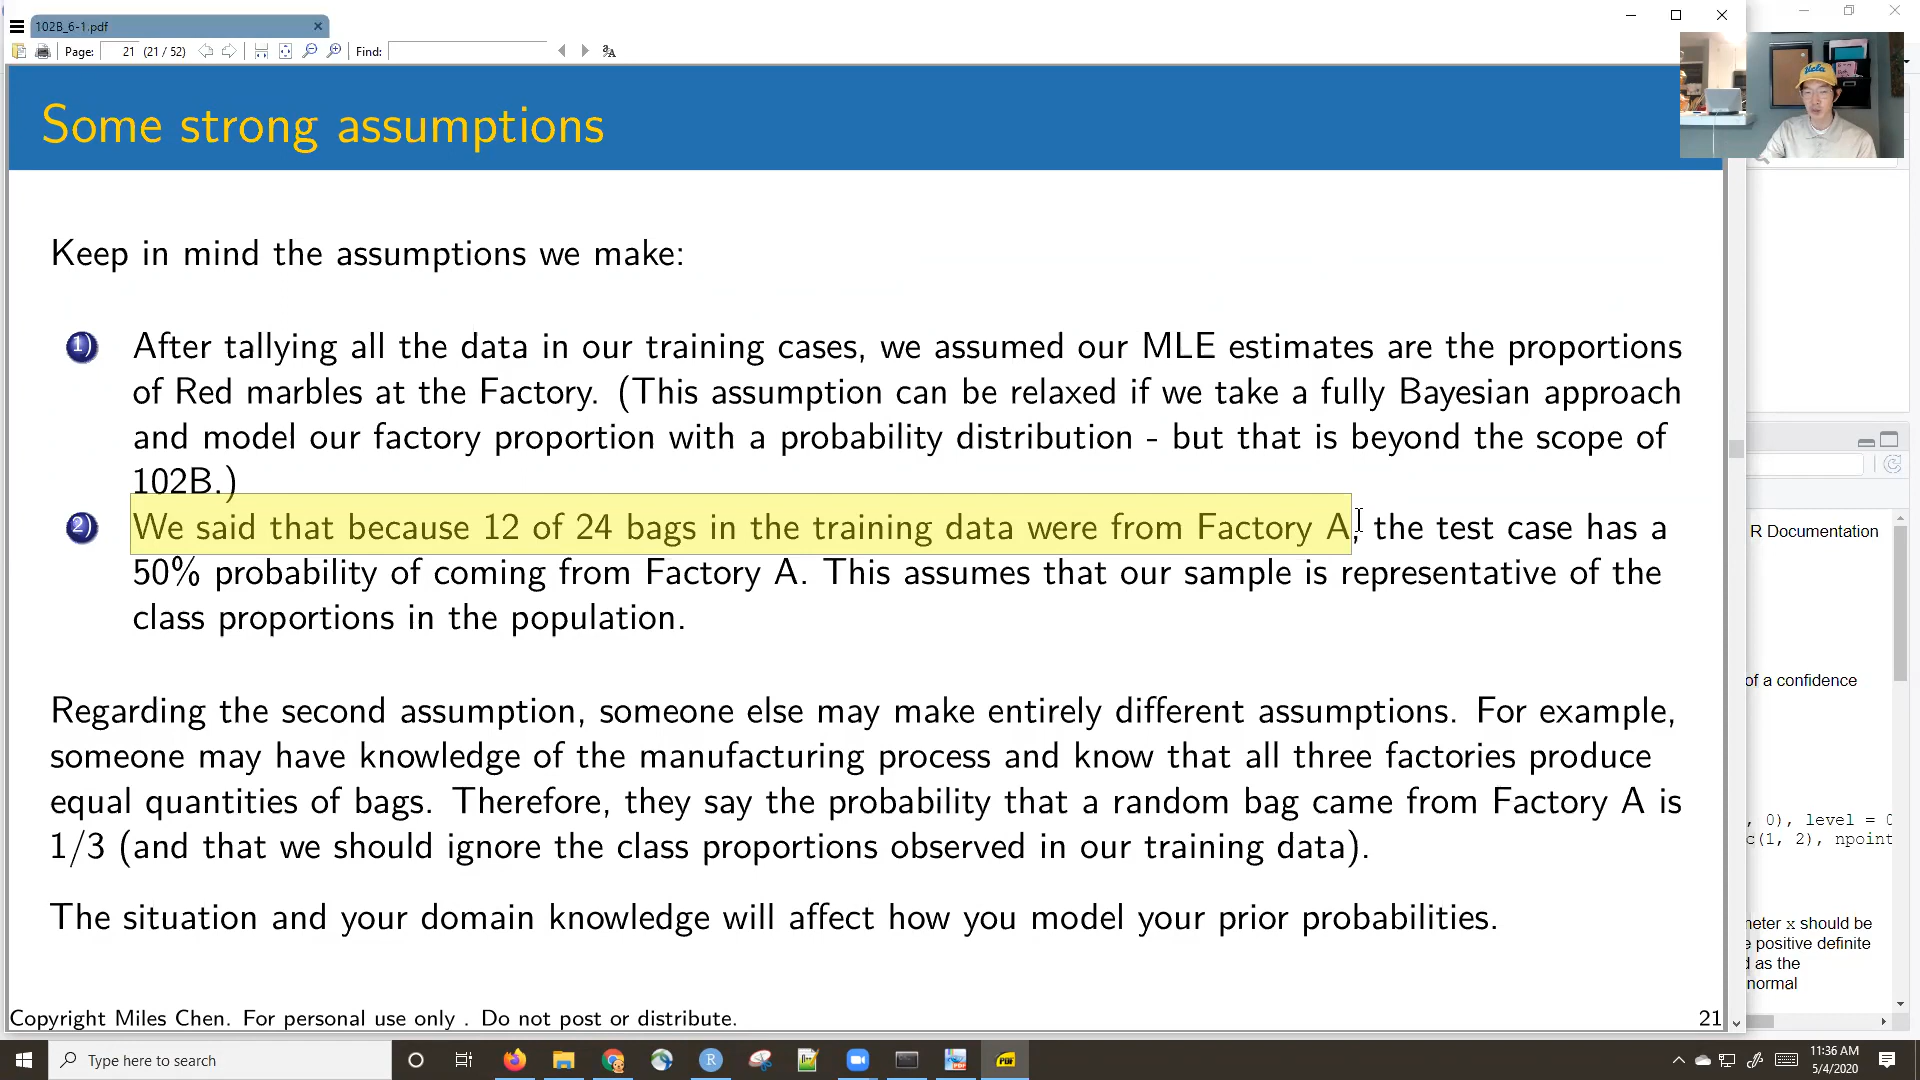 102B_6-1.pdf
Page: 21 (21 / 52) Find:
Some strong assumptions
Keep in mind the assumptions we make:
1) After tallying all the data in our training cases, we assumed our MLE estimates are the proportions
of Red marbles at the Factory. (This assumption can be relaxed if we take a fully Bayesian approach
and model our factory proportion with a probability distribution - but that is beyond the scope of
102B.)
2) We said that because 12 of 24 bags in the training data were from Factory A, the test case has a
50% probability of coming from Factory A. This assumes that our sample is representative of the
class proportions in the population.
Regarding the second assumption, someone else may make entirely different assumptions. For example,
someone may have knowledge of the manufacturing process and know that all three factories produce
equal quantities of bags. Therefore, they say the probability that a random bag came from Factory A is
1/3 (and that we should ignore the class proportions observed in our training data).
The situation and your domain knowledge will affect how you model your prior probabilities.
Copyright Miles Chen. For personal use only . Do not post or distribute.
21
Ucla
R Documentation
of a confidence
, 0), level = 0
c(1, 2), npoint
meter x should be
e positive definite
d as the
normal
Type here to search
11:36 AM
5/4/2020